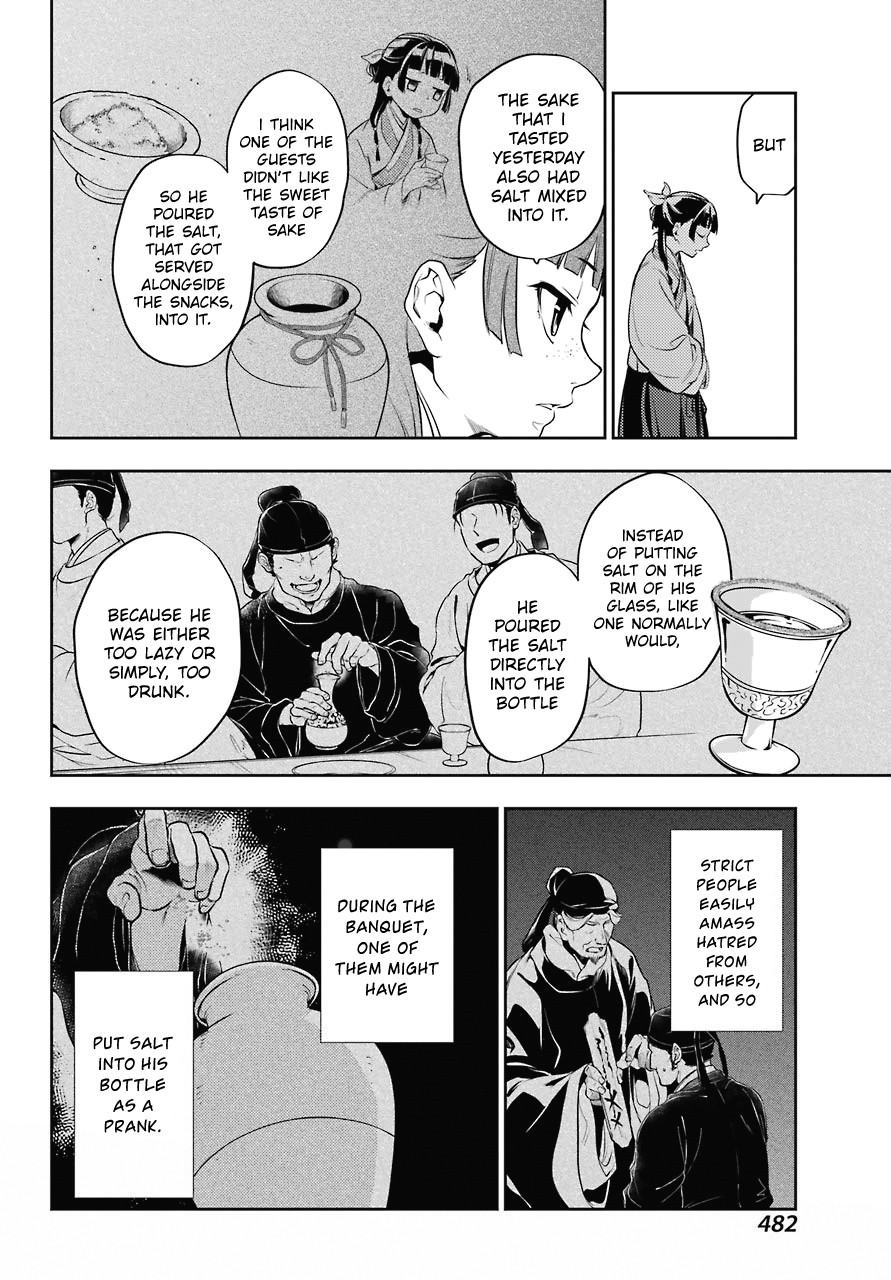 BUT
THE SAKE
THAT I
TASTED
YESTERDAY
ALSO HAD
SALT MIXED
INTO IT.
I THINK
ONE OF THE
GUESTS
DIDN'T LIKE
THE SWEET
TASTE OF
SAKE
SO HE
POURED
THE SALT,
THAT GOT
SERVED
ALONGSIDE
THE SNACKS,
INTO IT.
INSTEAD
OF PUTTING
SALT ON THE
RIM OF HIS
GLASS, LIKE
ONE NORMALLY
WOULD,
HE
POURED
THE SALT
DIRECTLY
INTO THE
BOTTLE
BECAUSE HE
WAS EITHER
TOO LAZY OR
SIMPLY, TOO
DRUNK.
STRICT
PEOPLE
EASILY
AMASS
HATRED
FROM
OTHERS,
AND SO
DURING THE
BANQUET,
ONE OF
THEM MIGHT
HAVE
PUT SALT
INTO HIS
BOTTLE
AS A
PRANK.
482